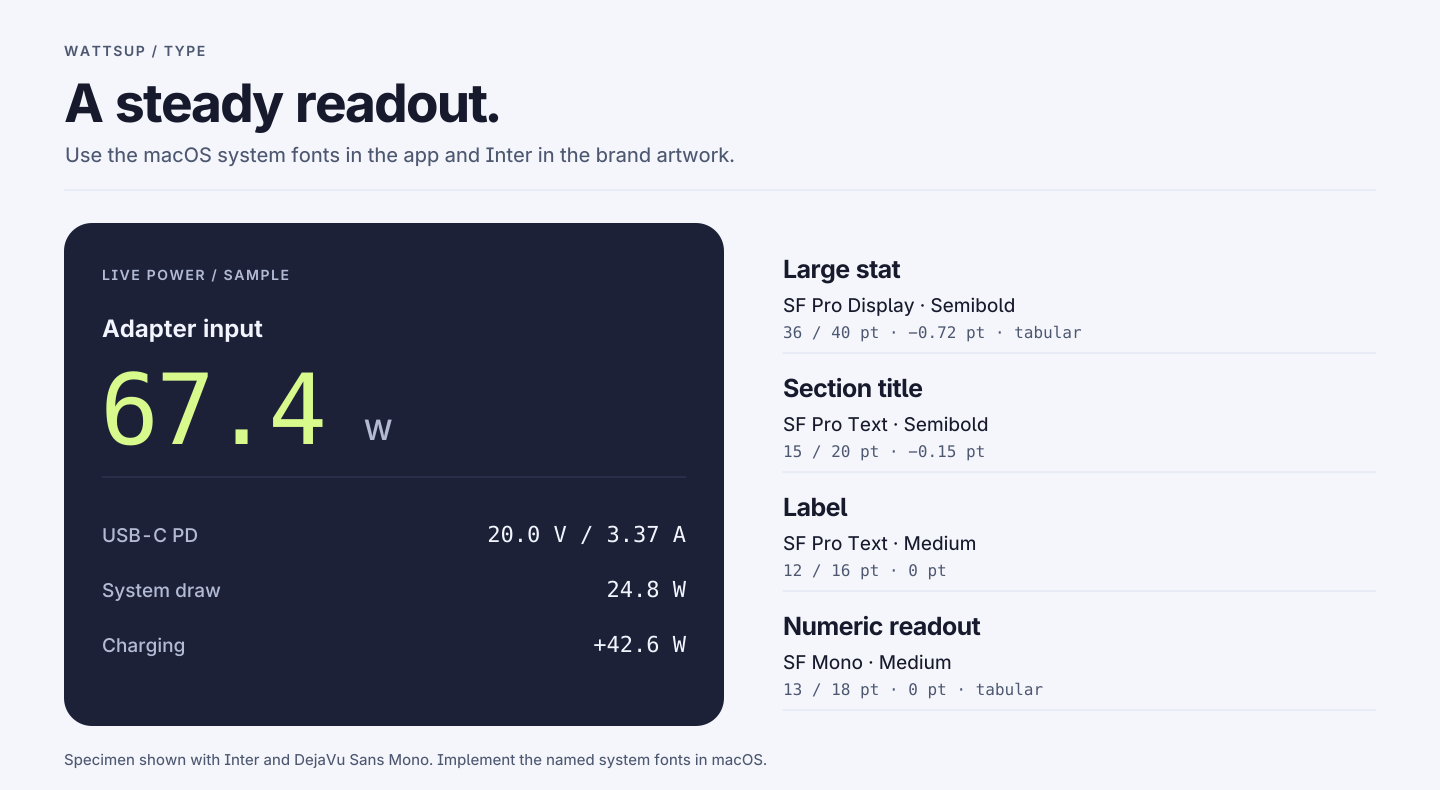 WATTSUP / TYPE
A steady readout.
Use the macOS system fonts in the app and Inter in the brand artwork.
LIVE POWER / SAMPLE
Adapter input
67.4 W
USB-C PD 20.0 V / 3.37 A
System draw 24.8 W
Charging +42.6 W
Large stat
SF Pro Display · Semibold
36 / 40 pt · −0.72 pt · tabular
Section title
SF Pro Text · Semibold
15 / 20 pt · −0.15 pt
Label
SF Pro Text · Medium
12 / 16 pt · 0 pt
Numeric readout
SF Mono · Medium
13 / 18 pt · 0 pt · tabular
Specimen shown with Inter and DejaVu Sans Mono. Implement the named system fonts in macOS.